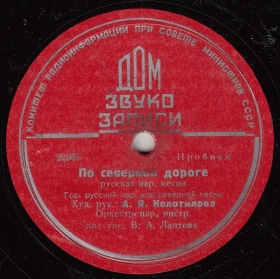 КОМИТЕТ РАДИОИНФОРМАЦИИ ПРИ СОВЕТЕ МИНИСТРОВ СССР
ДОМ
ЗВУКО
ЗАПИСИ
Пробная
По северной дороге
русская нар. песня
Гос. русский нар. хор северной песни
Худ. рук. А. Я. Колотилова
Оркестр нар. инстр.
под упр. В. А. Лаптева